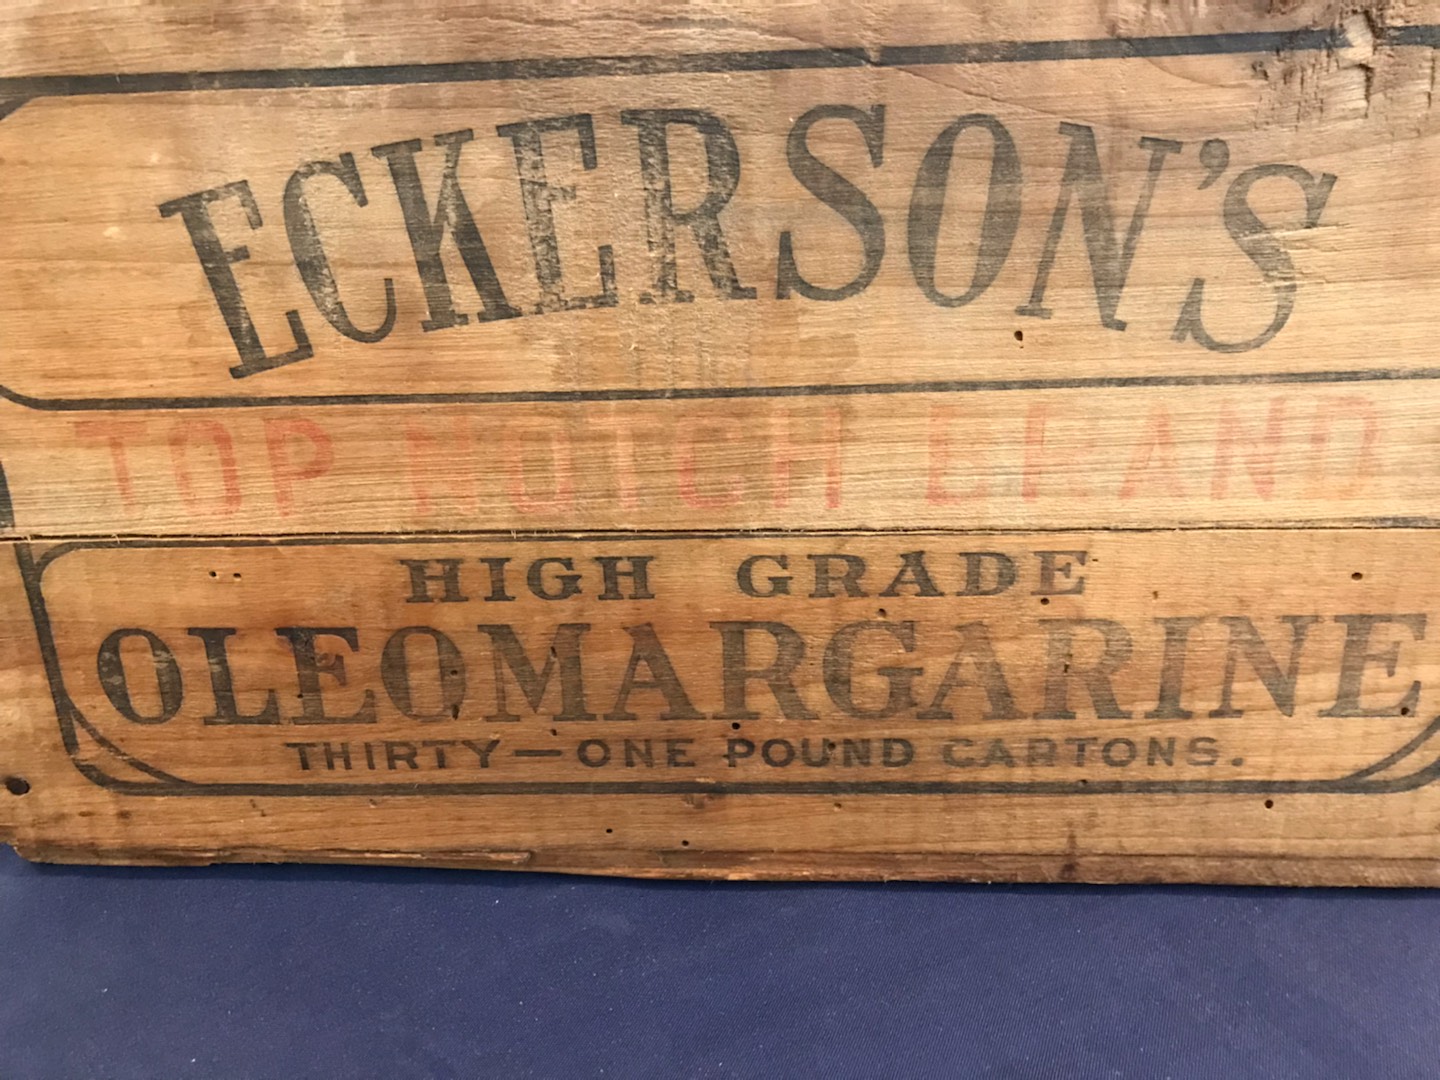 ECKERSON'S
TOP NOTCH BRAND
HIGH GRADE
OLEOMARGARINE
THIRTY—ONE POUND CARTONS.